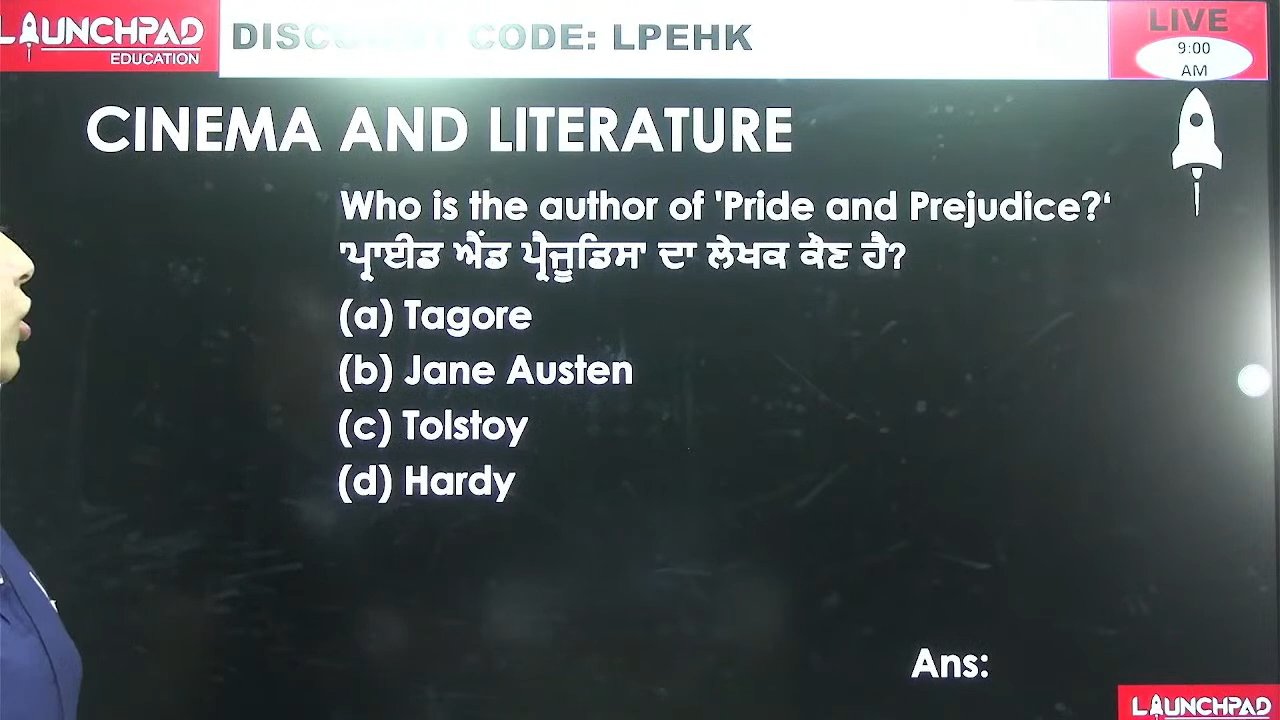 LAUNCHPAD
EDUCATION
DISCOUNT CODE: LPEHK
LIVE
9:00
AM
CINEMA AND LITERATURE
Who is the author of 'Pride and Prejudice?‘
'ਪ੍ਰਾਈਡ ਐਂਡ ਪ੍ਰੈਜੂਡਿਸ' ਦਾ ਲੇਖਕ ਕੌਣ ਹੈ?
(a) Tagore
(b) Jane Austen
(c) Tolstoy
(d) Hardy
Ans:
LAUNCHPAD